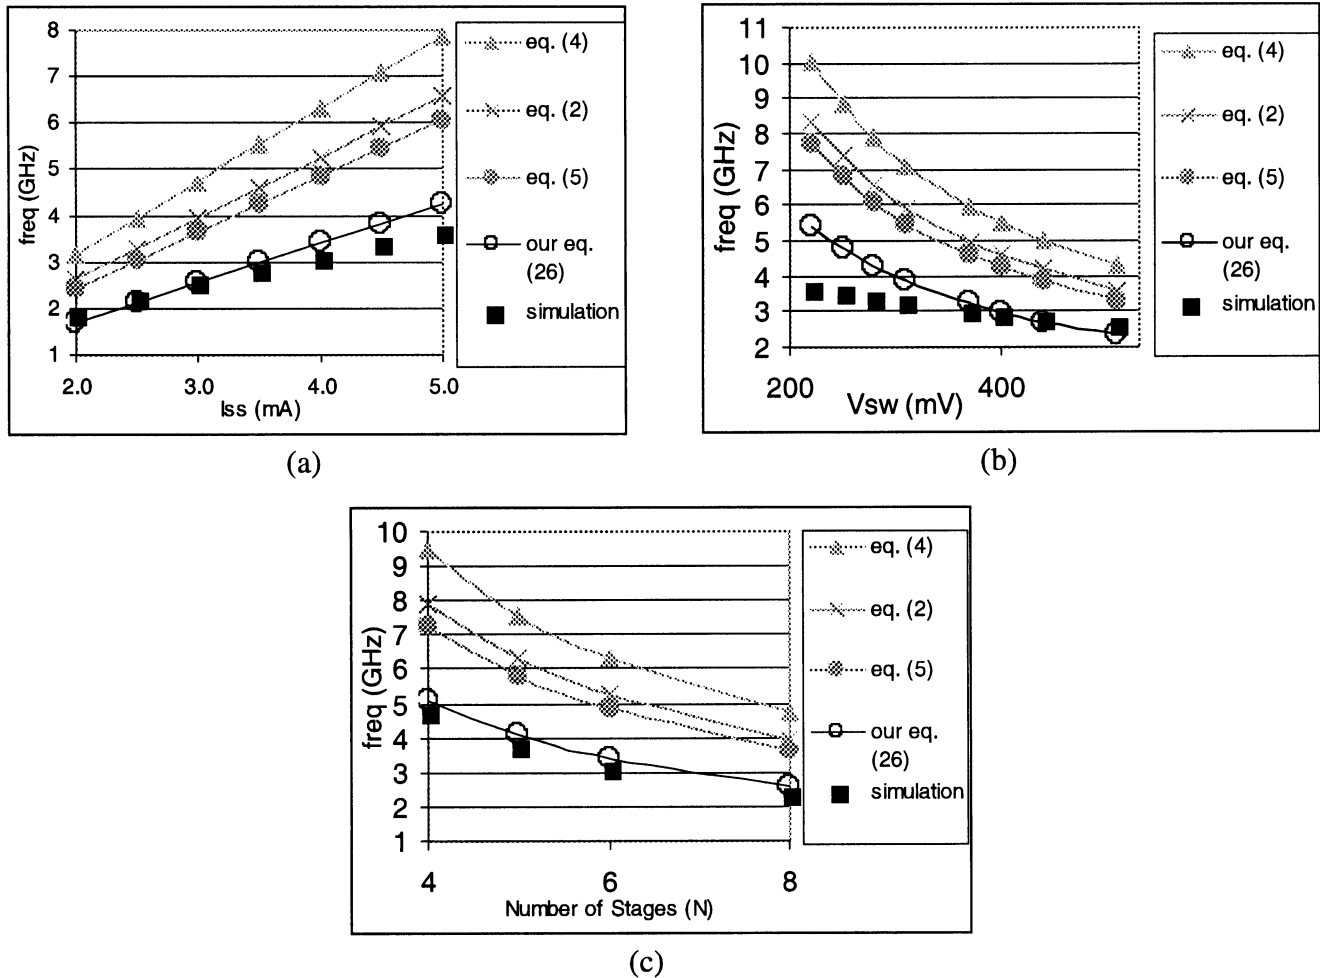 8
7
6
5
4
3
2
1
freq (GHz)
2.0 3.0 4.0 5.0
Iss (mA)
eq. (4)
eq. (2)
eq. (5)
our eq.
(26)
simulation
(a)
11
10
9
8
7
6
5
4
3
2
freq (GHz)
200 400
Vsw (mV)
eq. (4)
eq. (2)
eq. (5)
our eq.
(26)
simulation
(b)
10
9
8
7
6
5
4
3
2
1
freq (GHz)
4 6 8
Number of Stages (N)
eq. (4)
eq. (2)
eq. (5)
our eq.
(26)
simulation
(c)